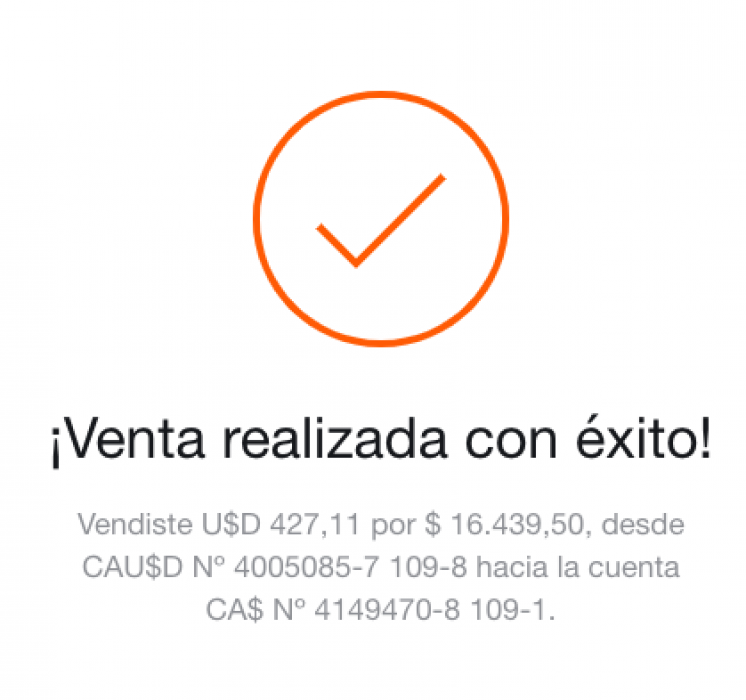 ¡Venta realizada con éxito!
Vendiste U$D 427,11 por $ 16.439,50, desde
CAU$D Nº 4005085-7 109-8 hacia la cuenta
CA$ Nº 4149470-8 109-1.